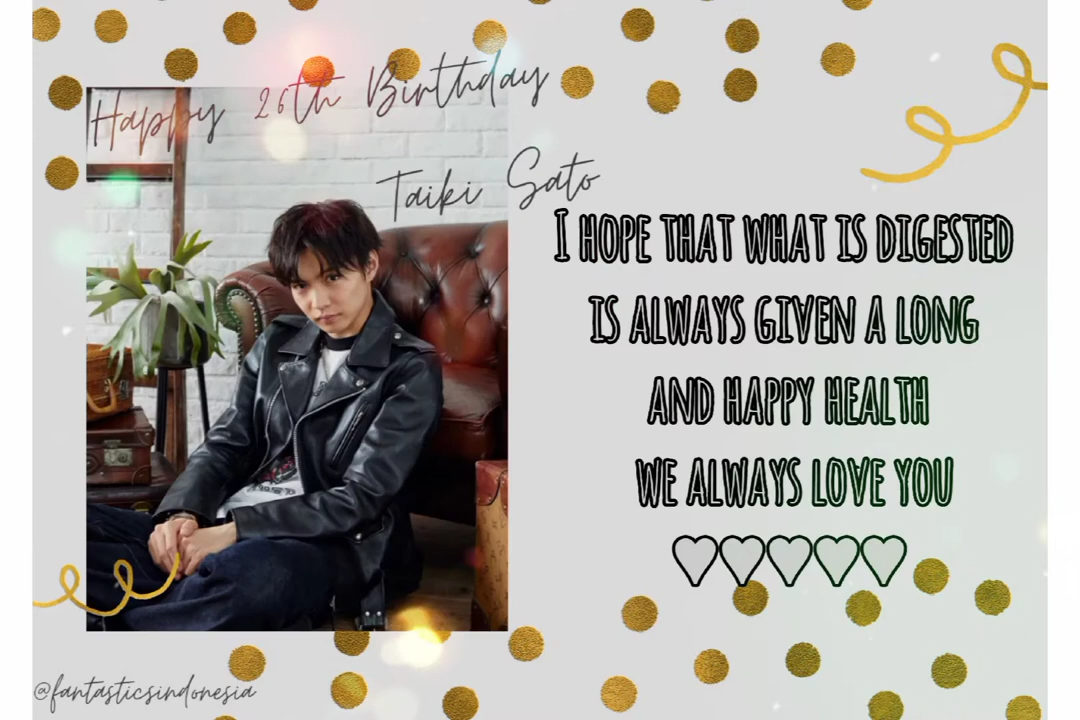 Happy 26th Birthday
Taiki Sato
I HOPE THAT WHAT IS DIGESTED
IS ALWAYS GIVEN A LONG
AND HAPPY HEALTH
WE ALWAYS LOVE YOU
♡♡♡♡♡
@fantasticsindonesia